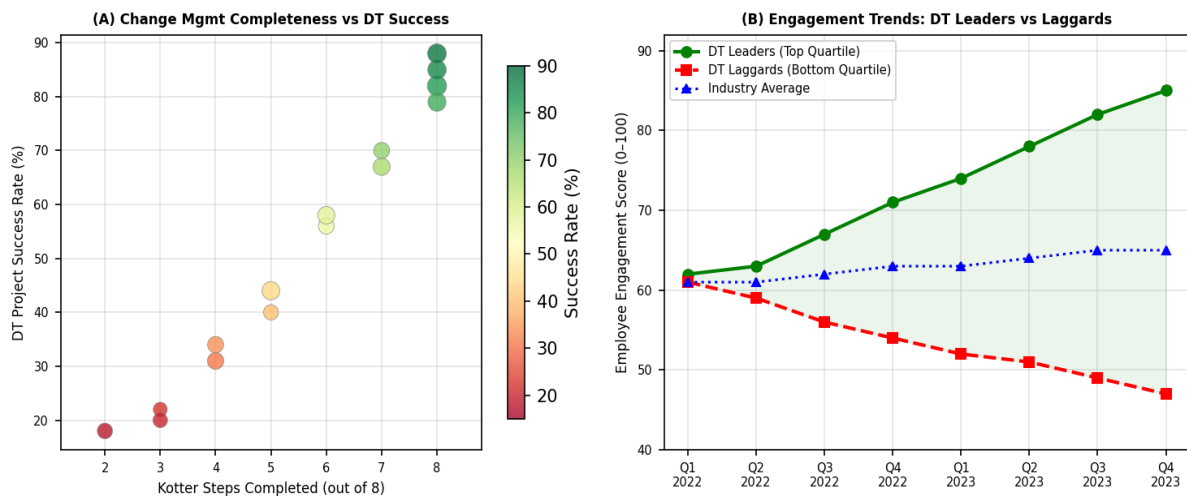 (A) Change Mgmt Completeness vs DT Success
DT Project Success Rate (%)
90
80
70
60
50
40
30
20
2 3 4 5 6 7 8
Kotter Steps Completed (out of 8)
90
80
70
60
50
40
30
20
Success Rate (%)
(B) Engagement Trends: DT Leaders vs Laggards
DT Leaders (Top Quartile)
DT Laggards (Bottom Quartile)
Industry Average
Employee Engagement Score (0–100)
90
80
70
60
50
40
Q1 Q2 Q3 Q4 Q1 Q2 Q3 Q4
2022 2022 2022 2022 2023 2023 2023 2023